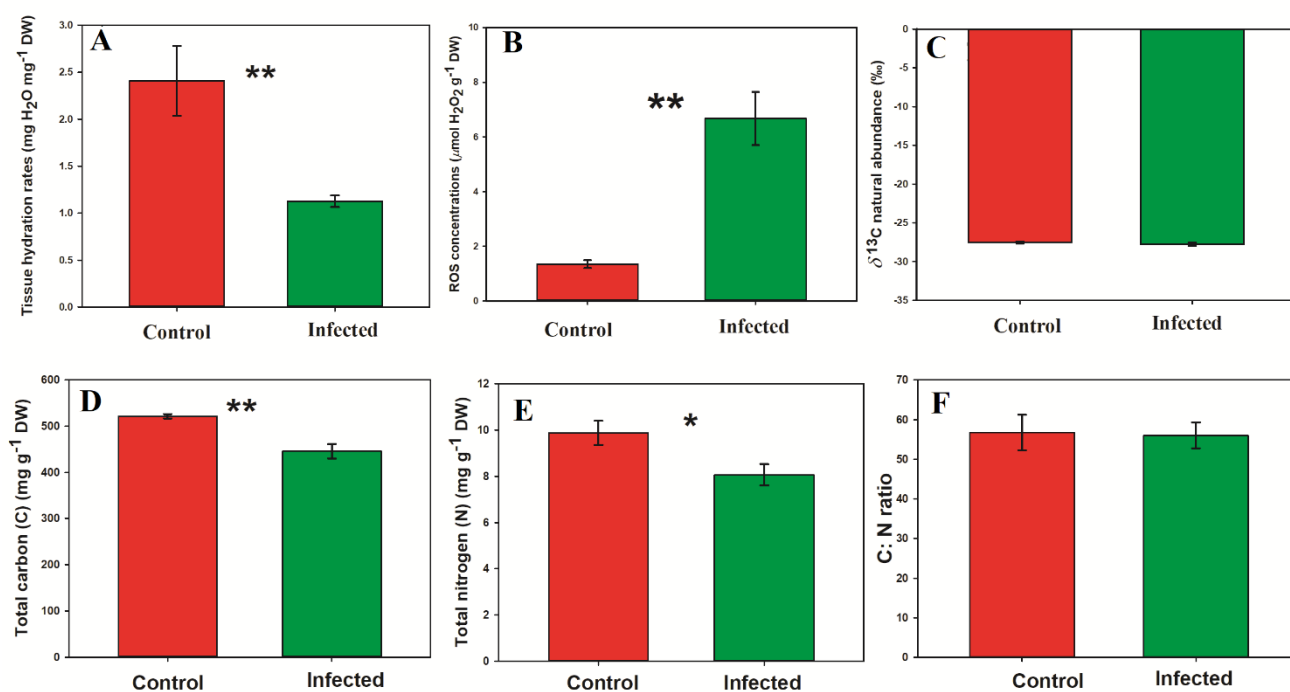 A
Tissue hydration rates (mg H₂O mg⁻¹ DW)
3.0
2.5
2.0
1.5
1.0
0.5
0.0
**
Control
Infected
B
ROS concentrations (μmol H₂O₂ g⁻¹ DW)
10
8
6
4
2
0
**
Control
Infected
C
δ¹³C natural abundance (‰)
0
-5
-10
-15
-20
-25
-30
-35
Control
Infected
D
Total carbon (C) (mg g⁻¹ DW)
600
500
400
300
200
100
0
**
Control
Infected
E
Total nitrogen (N) (mg g⁻¹ DW)
12
10
8
6
4
2
0
*
Control
Infected
F
C: N ratio
70
60
50
40
30
20
10
0
Control
Infected